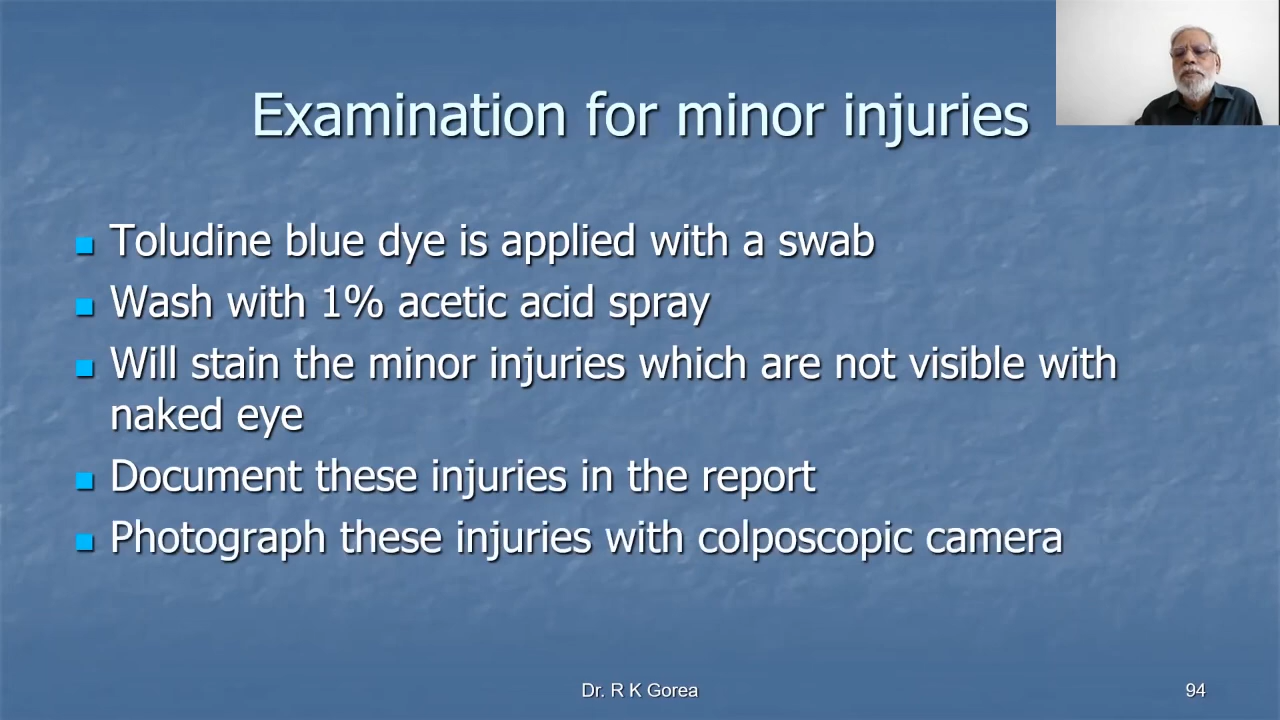 Examination for minor injuries
Toludine blue dye is applied with a swab
Wash with 1% acetic acid spray
Will stain the minor injuries which are not visible with
naked eye
Document these injuries in the report
Photograph these injuries with colposcopic camera
Dr. R K Gorea
94